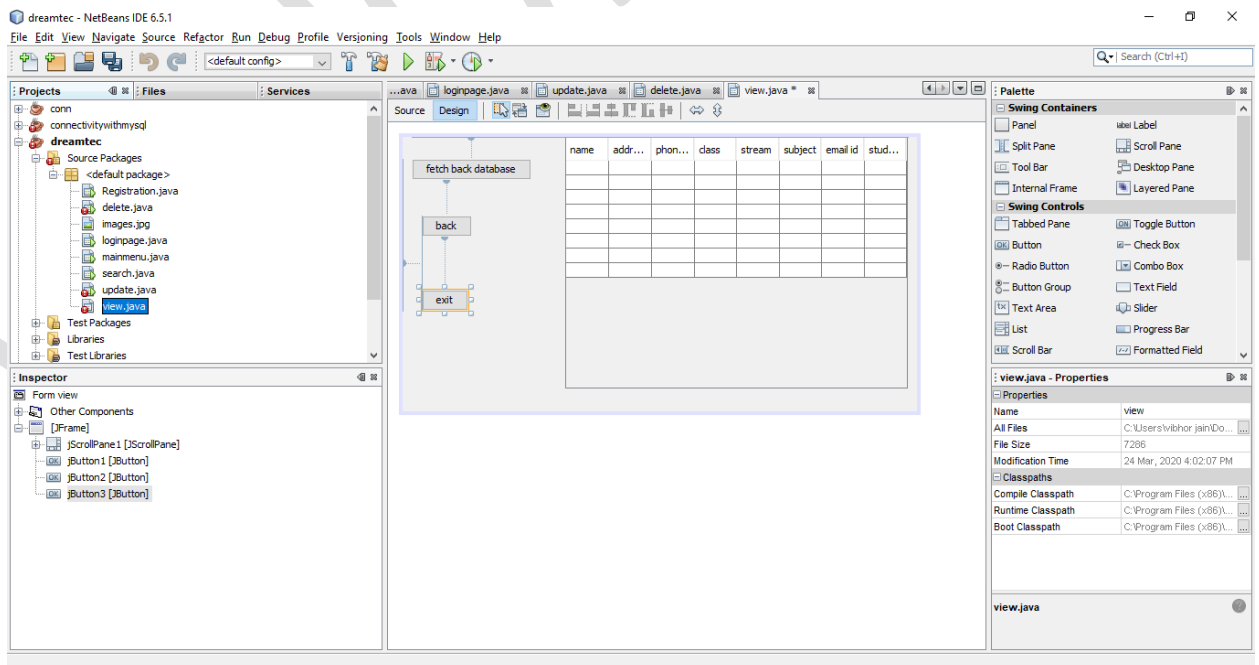 dreamtec - NetBeans IDE 6.5.1
File Edit View Navigate Source Refactor Run Debug Profile Versioning Tools Window Help
<default config>
Search (Ctrl+I)
Projects
Files
Services
conn
connectivitywithmysql
dreamtec
Source Packages
<default package>
Registration.java
delete.java
images.jpg
loginpage.java
mainmenu.java
search.java
update.java
view.java
Test Packages
Libraries
Test Libraries
Inspector
Form view
Other Components
[JFrame]
jScrollPane1 [JScrollPane]
jButton1 [JButton]
jButton2 [JButton]
jButton3 [JButton]
...ava loginpage.java update.java delete.java view.java *
Source Design
fetch back database
back
exit
name addr... phon... class stream subject email id stud...
Palette
Swing Containers
Panel
label Label
Split Pane
Scroll Pane
Tool Bar
Desktop Pane
Internal Frame
Layered Pane
Swing Controls
Tabbed Pane
ON Toggle Button
OK Button
Check Box
Radio Button
Combo Box
Button Group
Text Field
Text Area
Slider
List
Progress Bar
Scroll Bar
Formatted Field
view.java - Properties
Properties
Name view
All Files C:\Users\vibhor jain\Do... ...
File Size 7286
Modification Time 24 Mar, 2020 4:02:07 PM
Classpaths
Compile Classpath C:\Program Files (x86)\... ...
Runtime Classpath C:\Program Files (x86)\... ...
Boot Classpath C:\Program Files (x86)\... ...
view.java